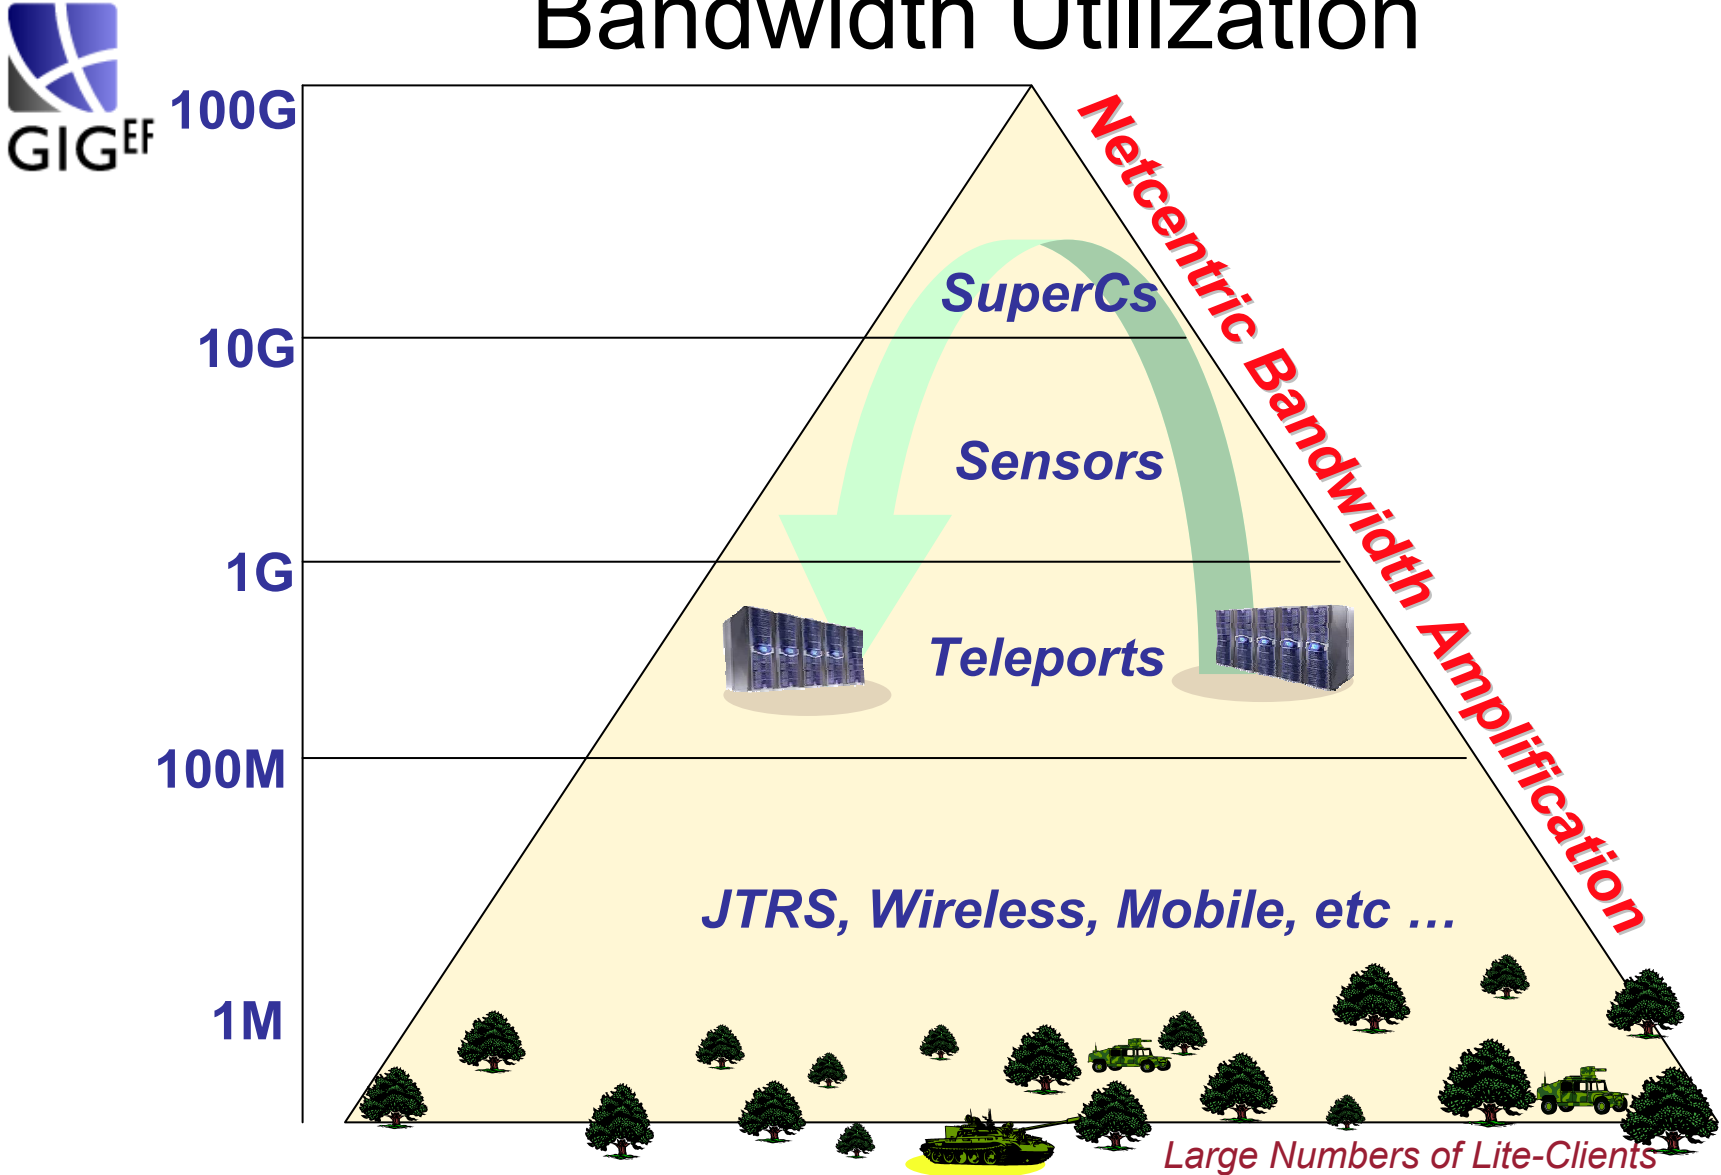 Bandwidth Utilization
GIGEF
100G
Netcentric Bandwidth Amplification
SuperCs
10G
Sensors
1G
Teleports
100M
JTRS, Wireless, Mobile, etc …
1M
Large Numbers of Lite-Clients